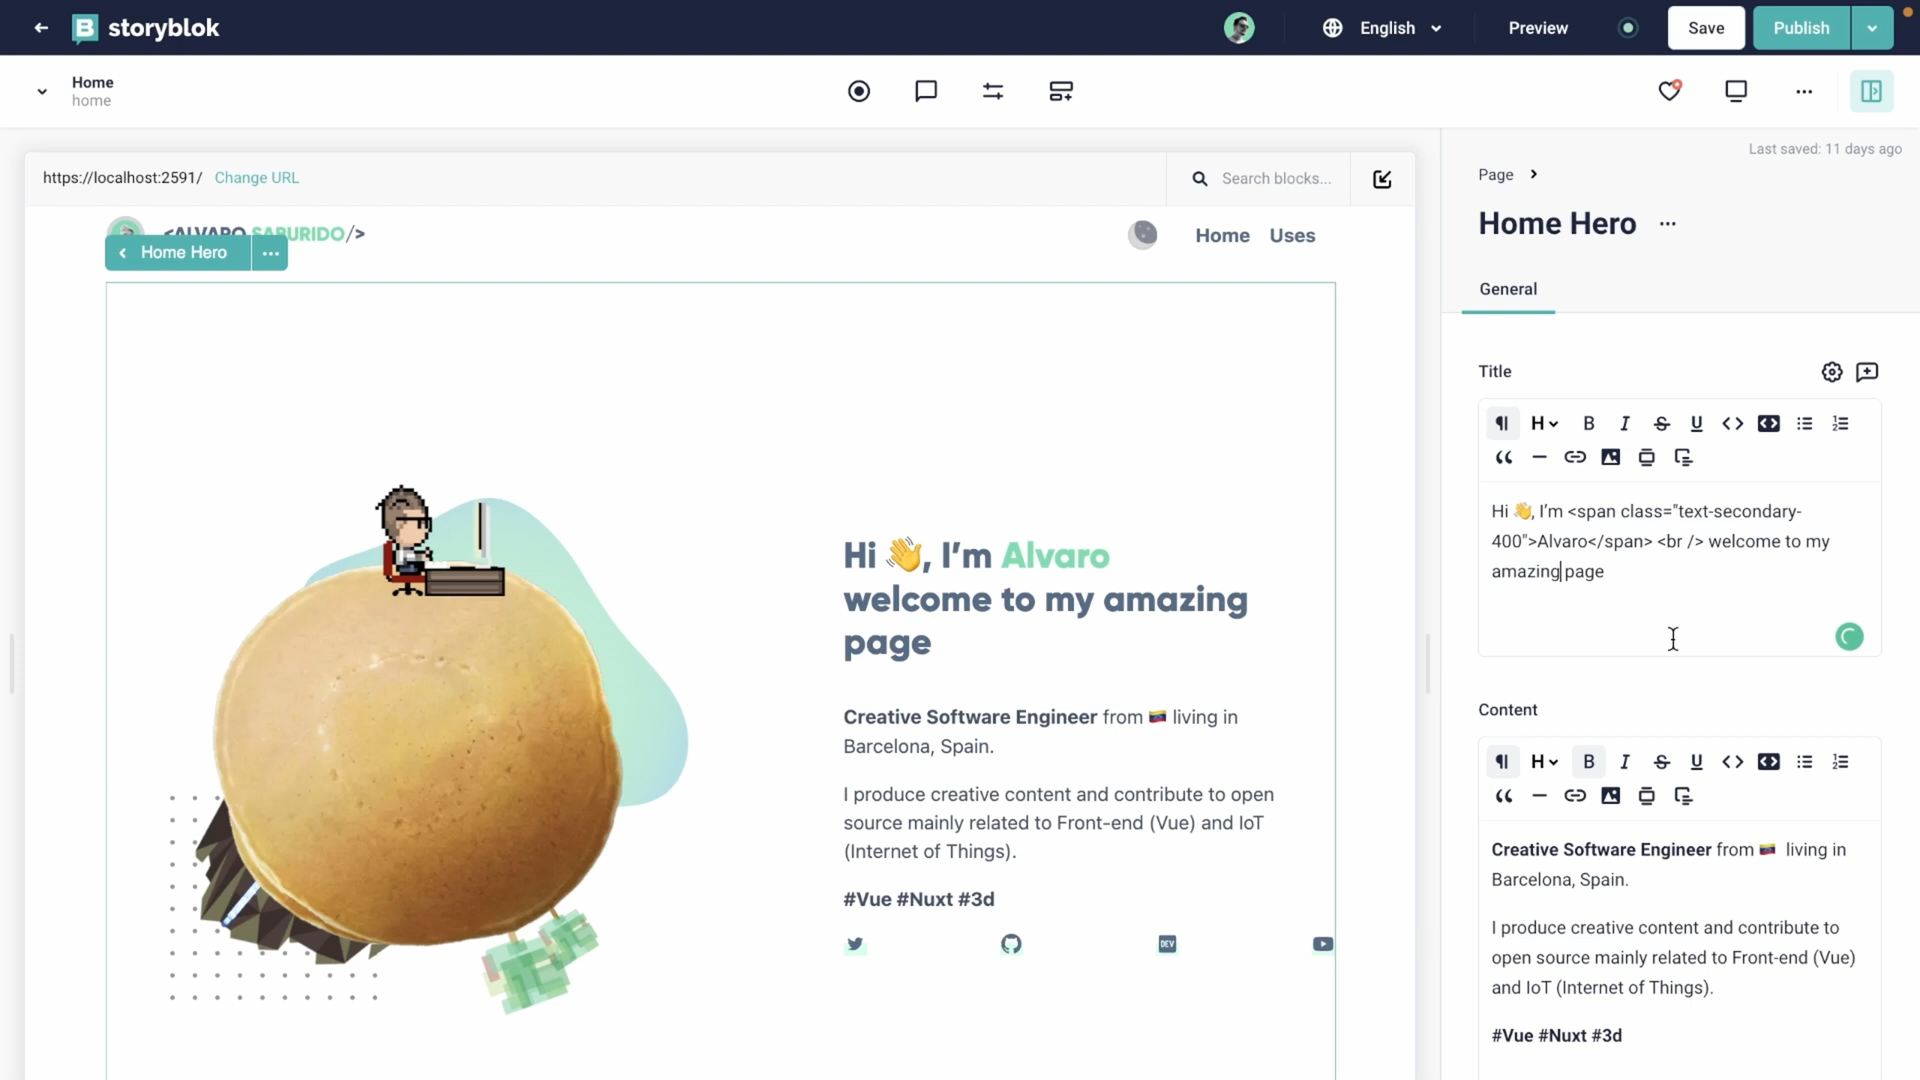 storyblok
English
Preview
Save
Publish
Home
home
Last saved: 11 days ago
https://localhost:2591/ Change URL
Search blocks...
Page
Home Hero
<ALVARO SABURIDO/>
Home Uses
Home Hero
General
Title
H B I S U
Hi 👋, I’m <span class="text-secondary-
400">Alvaro</span> <br /> welcome to my
amazing page
Hi 👋, I’m Alvaro
welcome to my amazing
page
Creative Software Engineer from 🇻🇪 living in
Barcelona, Spain.
I produce creative content and contribute to open
source mainly related to Front-end (Vue) and IoT
(Internet of Things).
#Vue #Nuxt #3d
DEV
Content
H B I S U
Creative Software Engineer from 🇻🇪 living in
Barcelona, Spain.
I produce creative content and contribute to
open source mainly related to Front-end (Vue)
and IoT (Internet of Things).
#Vue #Nuxt #3d